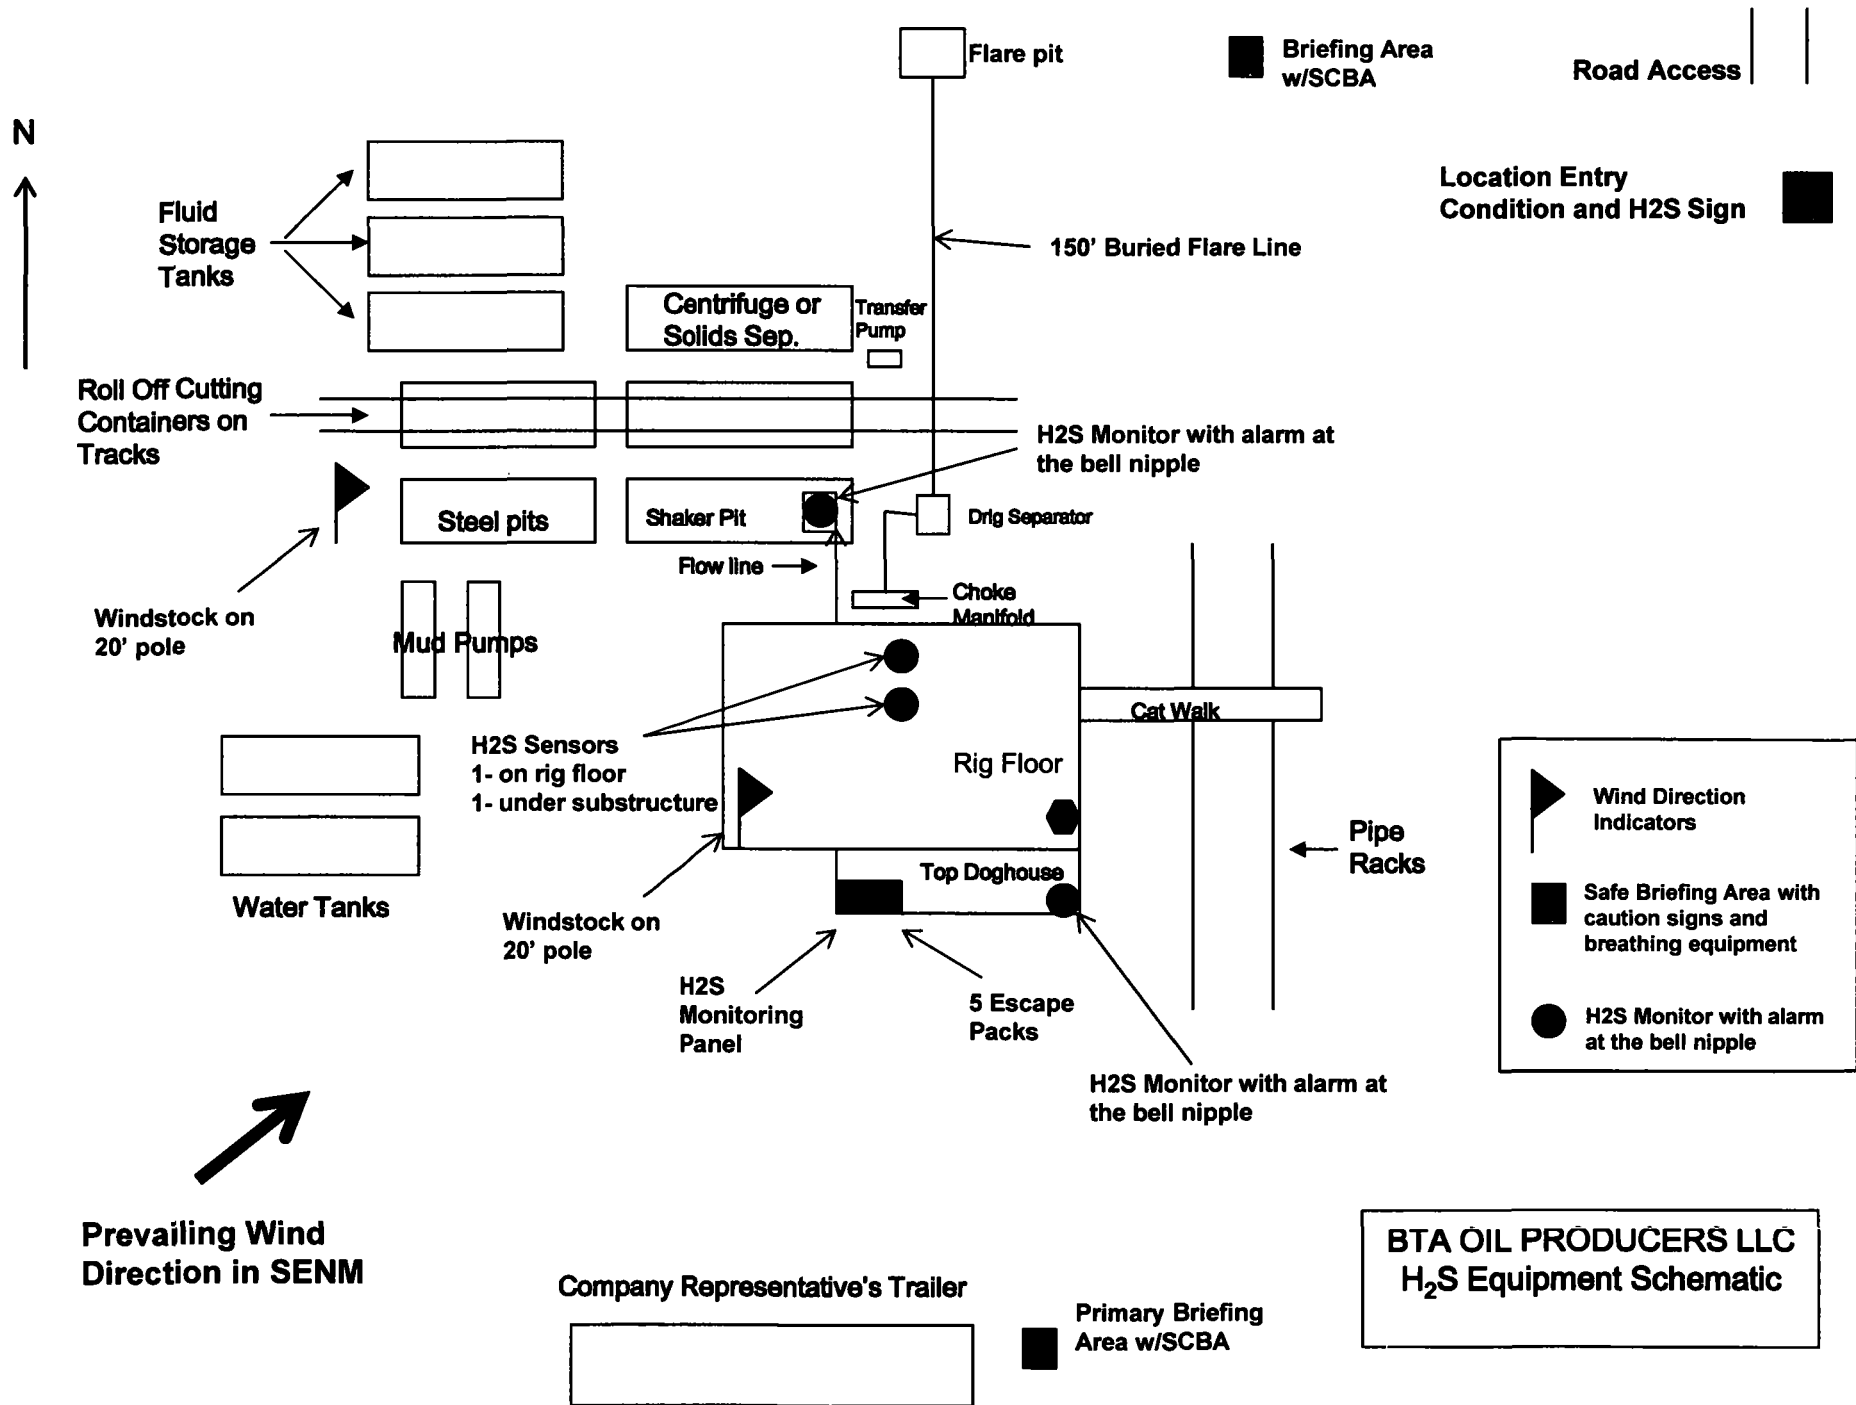 Flare pit
Briefing Area
w/SCBA
Road Access
N
Location Entry
Condition and H2S Sign
Fluid
Storage
Tanks
150' Buried Flare Line
Centrifuge or
Solids Sep.
Transfer
Pump
Roll Off Cutting
Containers on
Tracks
H2S Monitor with alarm at
the bell nipple
Steel pits
Shaker Pit
Drlg Separator
Flow line
Choke
Manifold
Windstock on
20' pole
Mud Pumps
Cat Walk
H2S Sensors
1- on rig floor
1- under substructure
Rig Floor
Wind Direction
Indicators
Pipe
Racks
Top Doghouse
Safe Briefing Area with
caution signs and
breathing equipment
Water Tanks
Windstock on
20' pole
H2S
Monitoring
Panel
5 Escape
Packs
H2S Monitor with alarm
at the bell nipple
H2S Monitor with alarm at
the bell nipple
Prevailing Wind
Direction in SENM
BTA OIL PRODUCERS LLC
H₂S Equipment Schematic
Company Representative's Trailer
Primary Briefing
Area w/SCBA